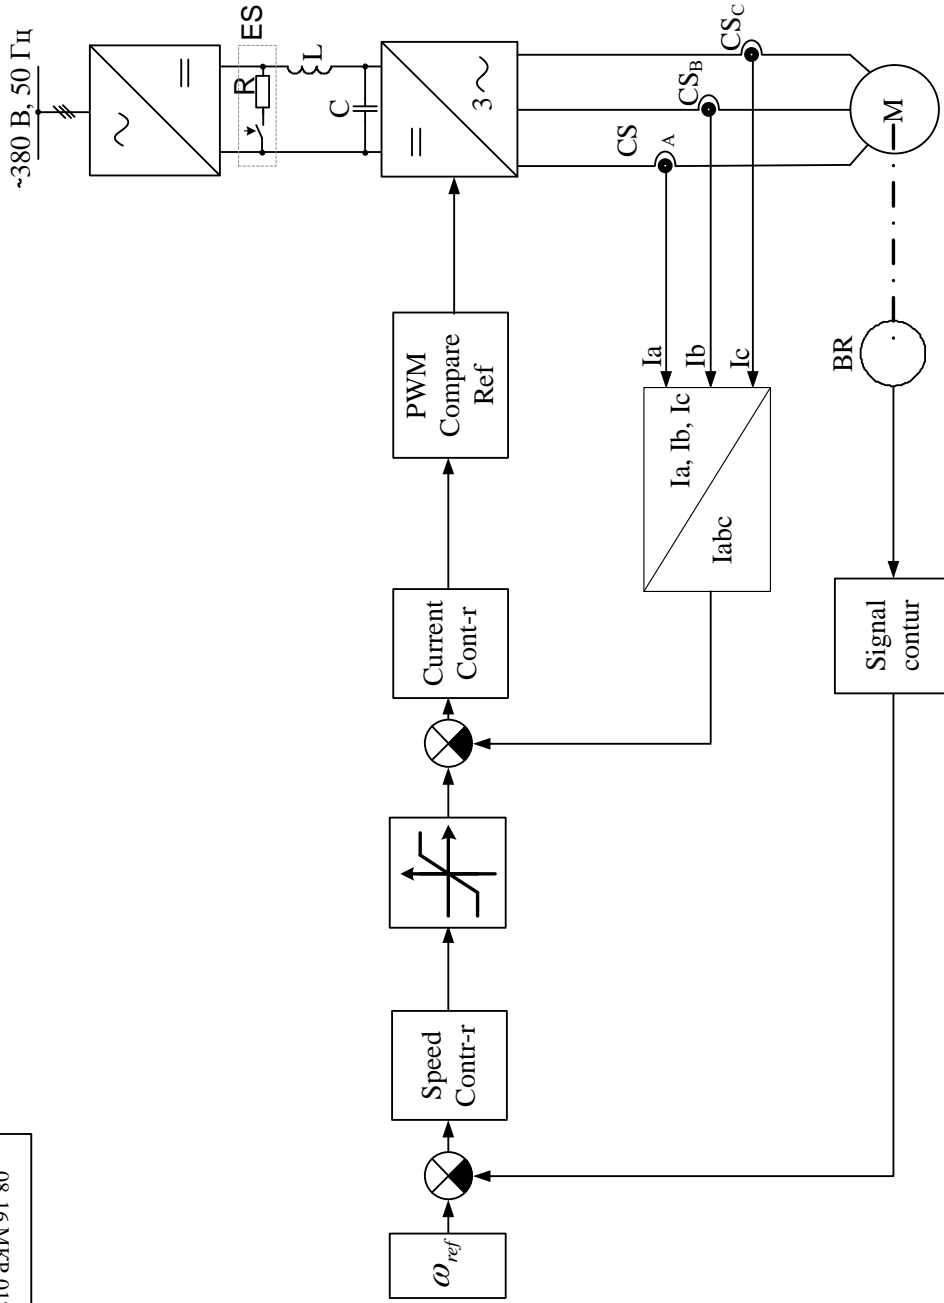 ~380 В, 50 Гц
ES
R
L
C
3
CS
A
CS_B
CS_C
M
PWM
Compare
Ref
Ia
Ib
Ic
Ia, Ib, Ic
Iabc
BR
Current
Cont-r
Signal
contur
Speed
Contr-r
ω_ref